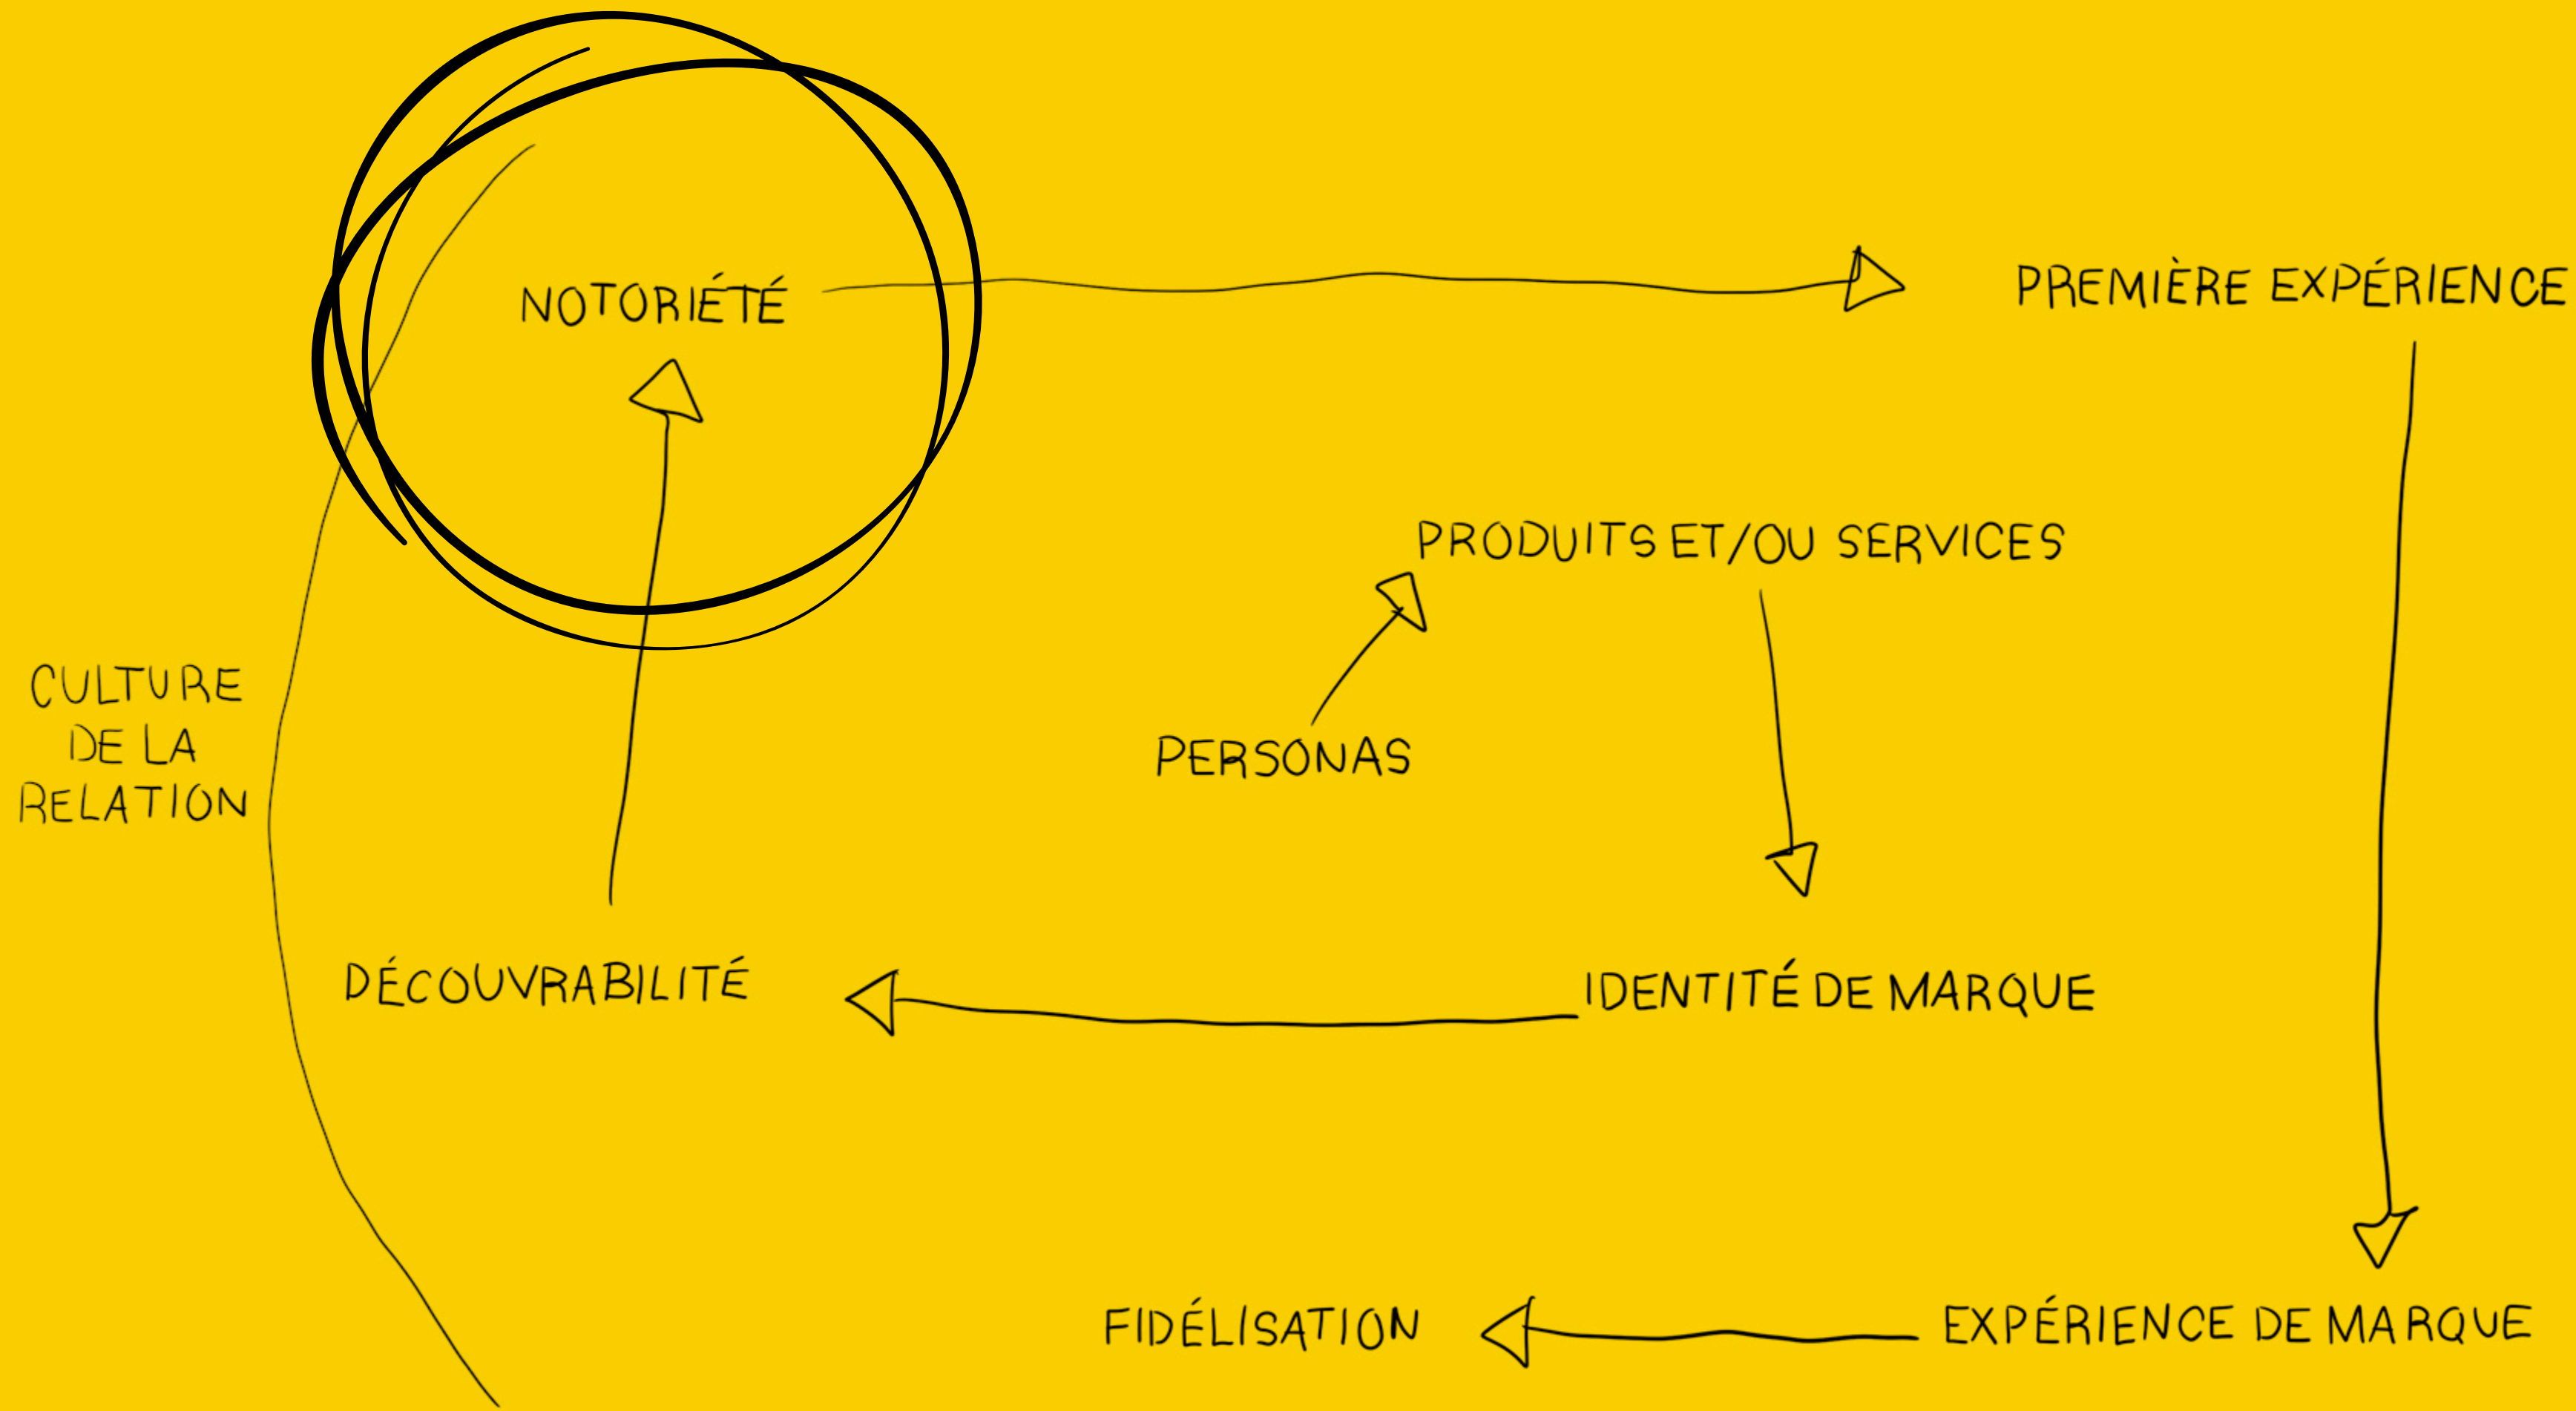 NOTORIÉTÉ
PREMIÈRE EXPÉRIENCE
PRODUITS ET/OU SERVICES
CULTURE
DE LA
RELATION
PERSONAS
DÉCOUVRABILITÉ
IDENTITÉ DE MARQUE
FIDÉLISATION
EXPÉRIENCE DE MARQUE